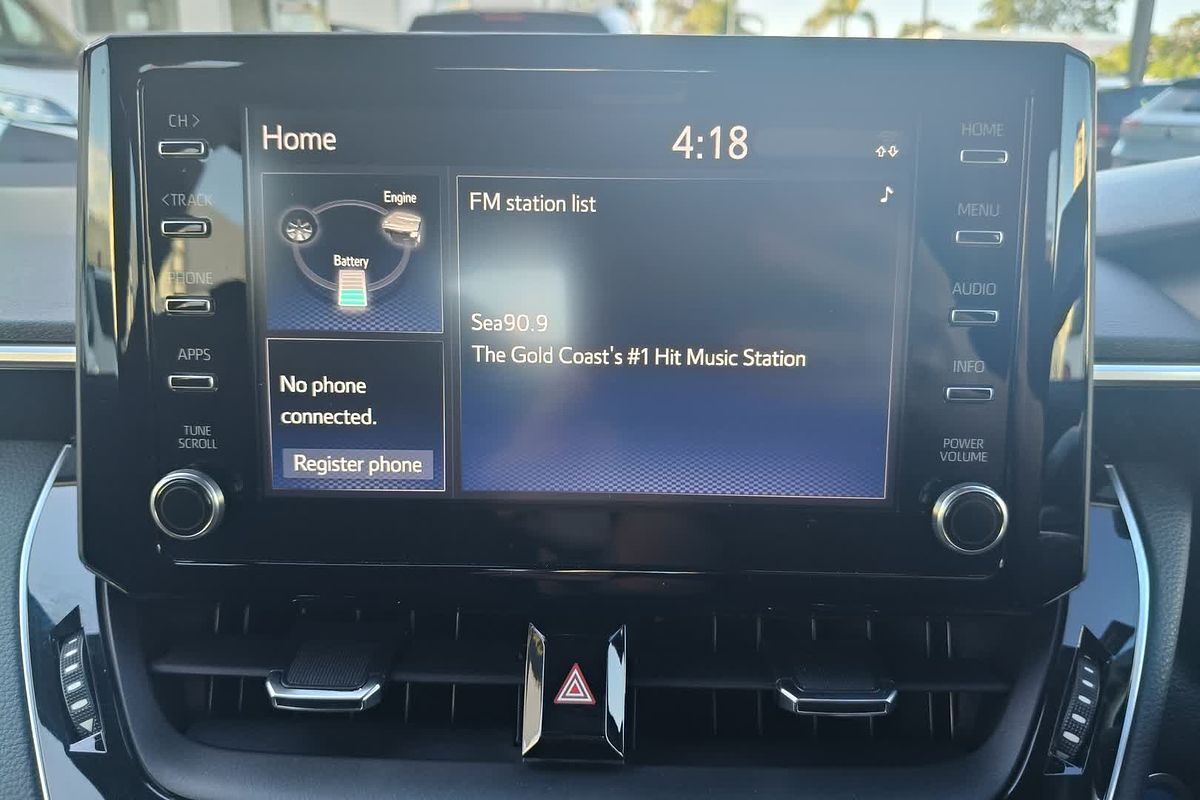 CH >
< TRACK
PHONE
APPS
TUNE
SCROLL
Home
4:18
Engine
Battery
No phone
connected.
Register phone
FM station list
Sea90.9
The Gold Coast's #1 Hit Music Station
HOME
MENU
AUDIO
INFO
POWER
VOLUME